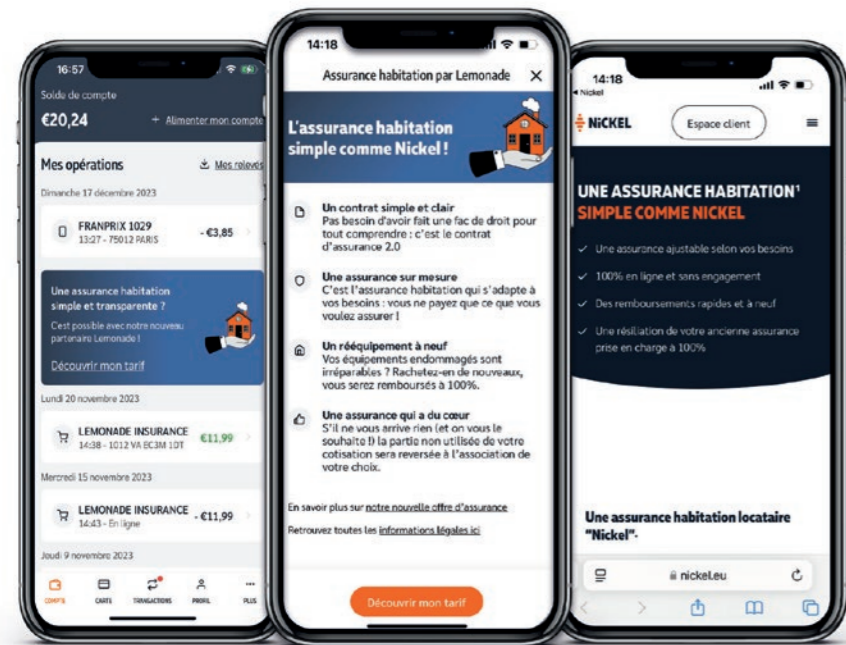 16:57
Solde de compte
€20,24
+ Alimenter mon compte
Mes opérations
Mes relevés
Dimanche 17 décembre 2023
FRANPRIX 1029
- €3,85
13:27 - 75012 PARIS
Une assurance habitation
simple et transparente ?
C'est possible avec notre nouveau
partenaire Lemonade !
Découvrir mon tarif
Lundi 20 novembre 2023
LEMONADE INSURANCE
€11,99
14:38 - 1012 VA EC3M 1DT
Mercredi 15 novembre 2023
LEMONADE INSURANCE
- €11,99
14:43 - En ligne
Jeudi 9 novembre 2023
COMPTE
CARTE
TRANSACTIONS
PROFIL
PLUS
14:18
Assurance habitation par Lemonade
L'assurance habitation
simple comme Nickel !
Un contrat simple et clair
Pas besoin d'avoir fait une fac de droit pour
tout comprendre : c'est le contrat
d'assurance 2.0
Une assurance sur mesure
C'est l'assurance habitation qui s'adapte à
vos besoins : vous ne payez que ce que vous
voulez assurer !
Un rééquipement à neuf
Vos équipements endommagés sont
irréparables ? Rachetez-en de nouveaux,
vous serez remboursés à 100%.
Une assurance qui a du cœur
S'il ne vous arrive rien (et on vous le
souhaite !) la partie non utilisée de votre
cotisation sera reversée à l'association de
votre choix.
En savoir plus sur notre nouvelle offre d'assurance
Retrouvez toutes les informations légales ici
Découvrir mon tarif
14:18
Nickel
NiCKEL
Espace client
UNE ASSURANCE HABITATION¹
SIMPLE COMME NICKEL
Une assurance ajustable selon vos besoins
100% en ligne et sans engagement
Des remboursements rapides et à neuf
Une résiliation de votre ancienne assurance
prise en charge à 100%
Une assurance habitation locataire
"Nickel"-
nickel.eu